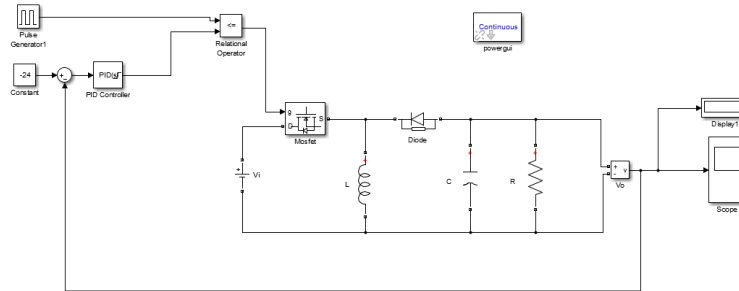 Pulse
Generator1
<=
Relational
Operator
Continuous
powergui
-24
Constant
+
-
PID(s)
PID Controller
g
D
S
Mosfet
Diode
Display1
+
Vi
L
C
R
+
-
v
Vo
Scope